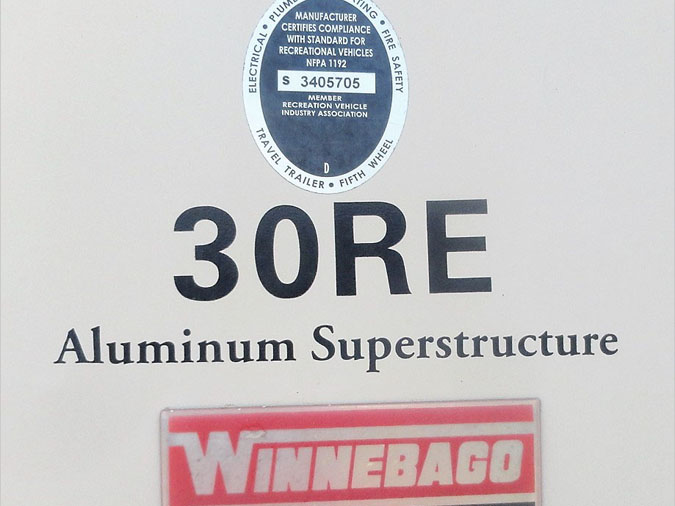 ELECTRICAL • • FIRE SAFETY
MANUFACTURER
CERTIFIES COMPLIANCE
WITH STANDARD FOR
RECREATIONAL VEHICLES
NFPA 1192
S 3405705
MEMBER
RECREATION VEHICLE
INDUSTRY ASSOCIATION
D
TRAVEL TRAILER • FIFTH WHEEL
30RE
Aluminum Superstructure
WINNEBAGO